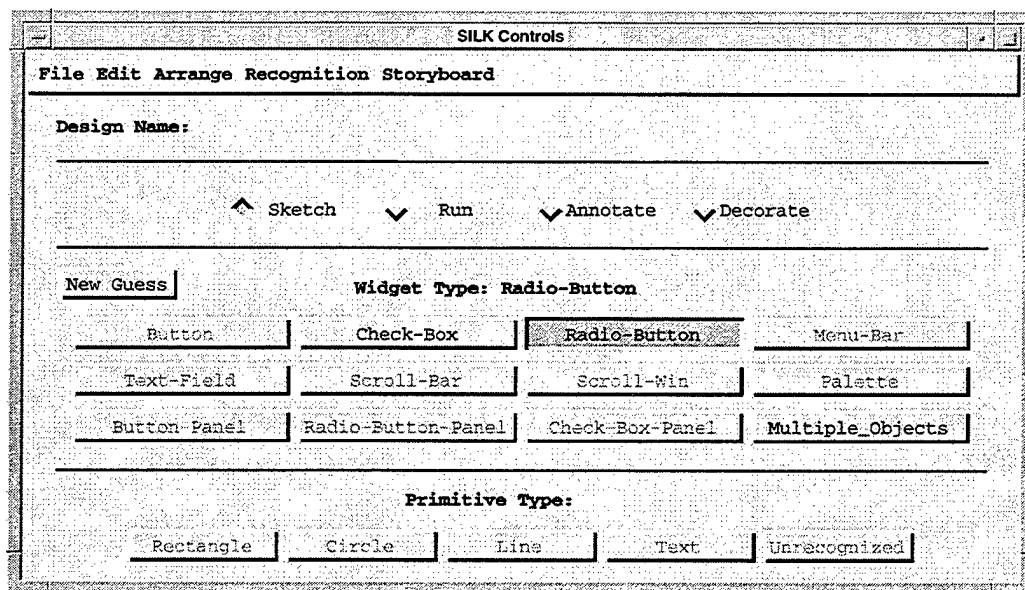 SILK Controls
File Edit Arrange Recognition Storyboard
Design Name:
Sketch Run Annotate Decorate
New Guess
Widget Type: Radio-Button
Button Check-Box Radio-Button Menu-Bar
Text-Field Scroll-Bar Scroll-Win Palette
Button-Panel Radio-Button-Panel Check-Box-Panel Multiple_Objects
Primitive Type:
Rectangle Circle Line Text Unrecognized